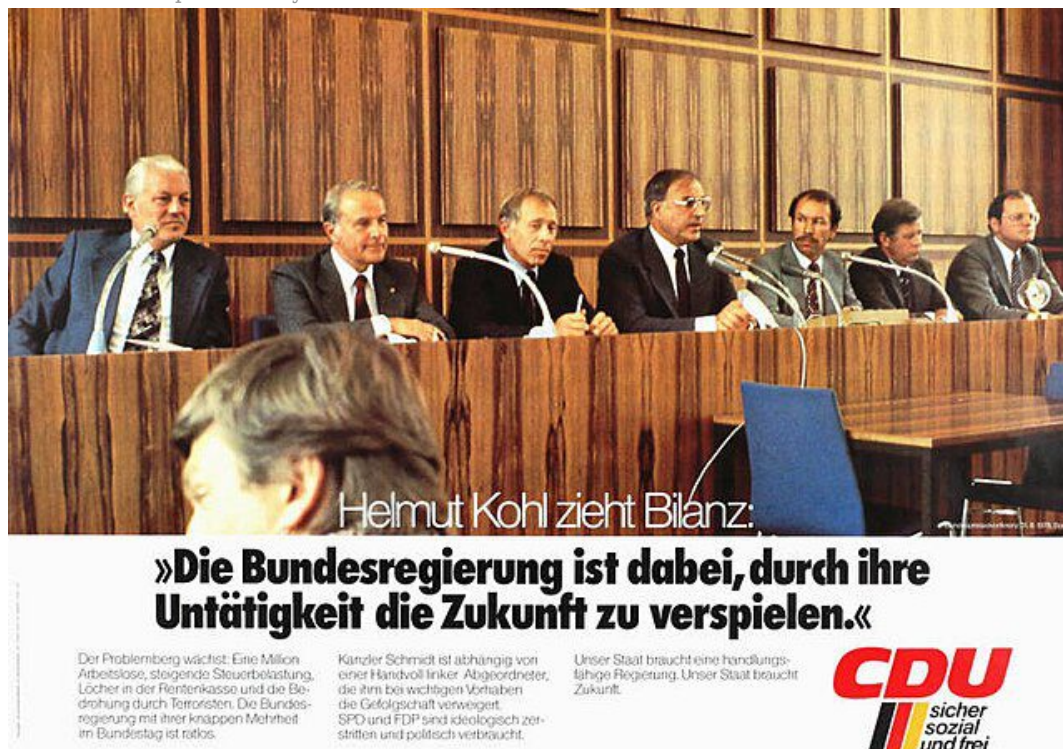 Helmut Kohl zieht Bilanz:
»Die Bundesregierung ist dabei, durch ihre
Untätigkeit die Zukunft zu verspielen.«
Der Problemberg wächst: Eine Million
Arbeitslose, steigende Steuerbelastung,
Löcher in der Rentenkasse und die Be-
drohung durch Terroristen. Die Bundes-
regierung mit ihrer knappen Mehrheit
im Bundestag ist ratlos.
Kanzler Schmidt ist abhängig von
einer Handvoll linker Abgeordneter,
die ihm bei wichtigen Vorhaben
die Gefolgschaft verweigert.
SPD und FDP sind ideologisch zer-
stritten und politisch verbraucht.
Unser Staat braucht eine handlungs-
fähige Regierung. Unser Staat braucht
Zukunft.
CDU
sicher
sozial
und frei